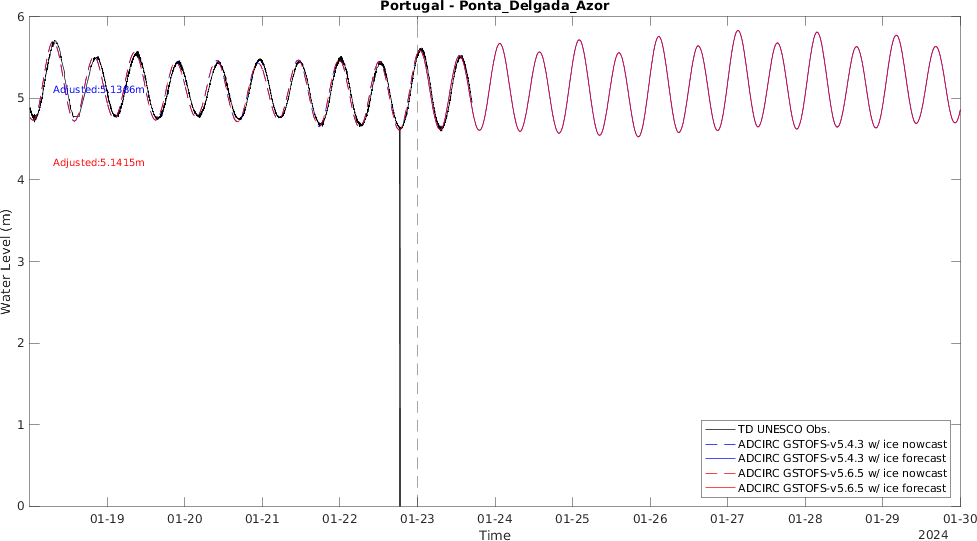 Portugal - Ponta_Delgada_Azor
6
5
4
3
2
1
0
Water Level (m)
Adjusted:5.1386m
Adjusted:5.1415m
TD UNESCO Obs.
ADCIRC GSTOFS-v5.4.3 w/ ice nowcast
ADCIRC GSTOFS-v5.4.3 w/ ice forecast
ADCIRC GSTOFS-v5.6.5 w/ ice nowcast
ADCIRC GSTOFS-v5.6.5 w/ ice forecast
01-19 01-20 01-21 01-22 01-23 01-24 01-25 01-26 01-27 01-28 01-29 01-30
Time
2024